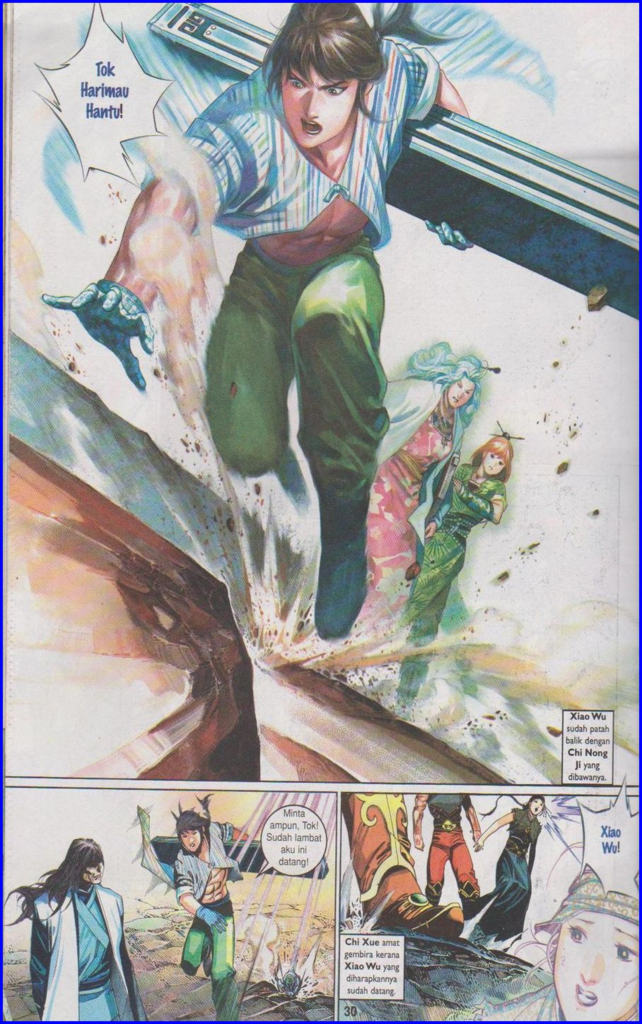 Tok
Harimau
Hantu!
Xiao Wu
sudah patah
balik dengan
Chi Nong
Ji yang
dibawanya.
Minta
ampun, Tok!
Sudah lambat
aku ini
datang!
Xiao
Wu!
Chi Xue amat
gembira kerana
Xiao Wu yang
diharapkannya
sudah datang.
30